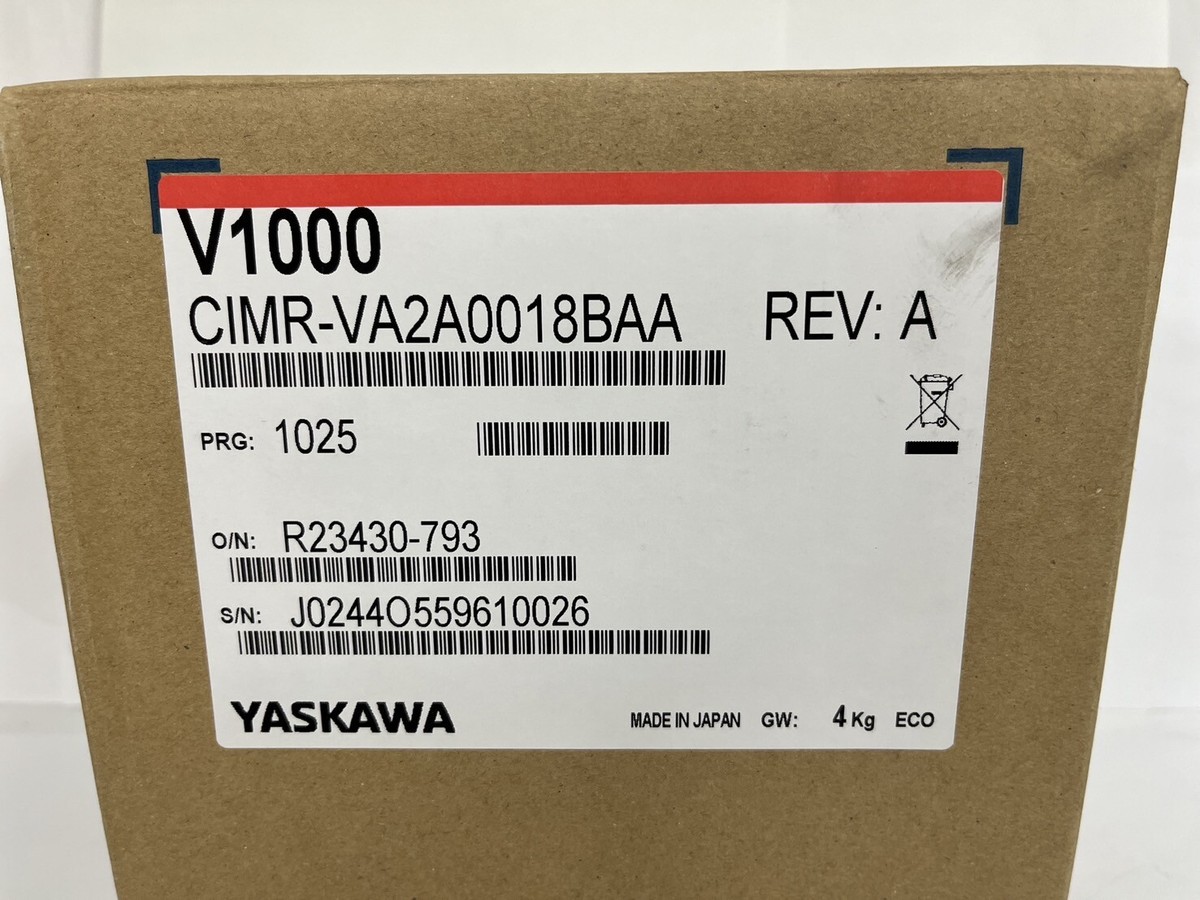 V1000
CIMR-VA2A0018BAA REV: A
PRG: 1025
O/N: R23430-793
S/N: J0244O559610026
YASKAWA MADE IN JAPAN GW: 4 Kg ECO